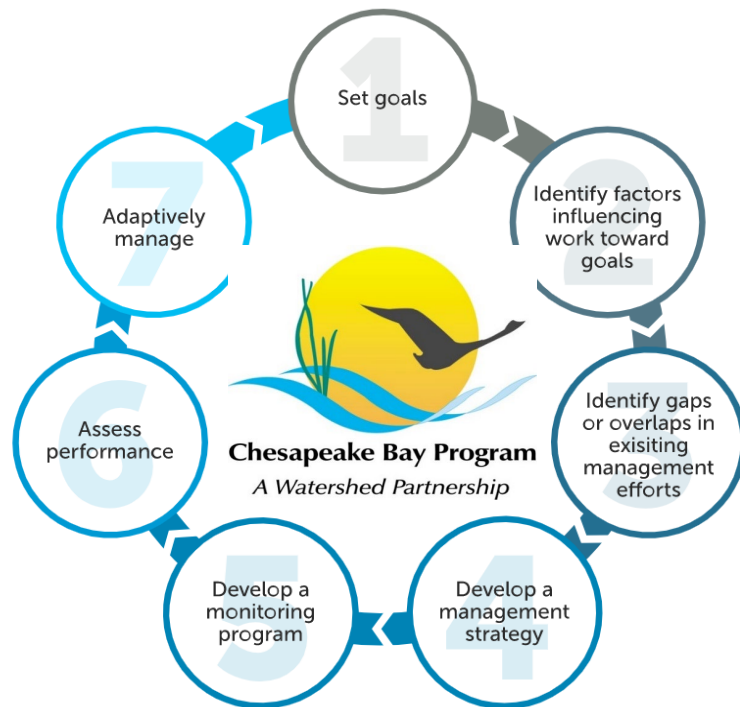 1
Set goals
2
Identify factors
influencing
work toward
goals
3
Identify gaps
or overlaps in
exisiting
management
efforts
4
Develop a
management
strategy
5
Develop a
monitoring
program
6
Assess
performance
7
Adaptively
manage
Chesapeake Bay Program
A Watershed Partnership